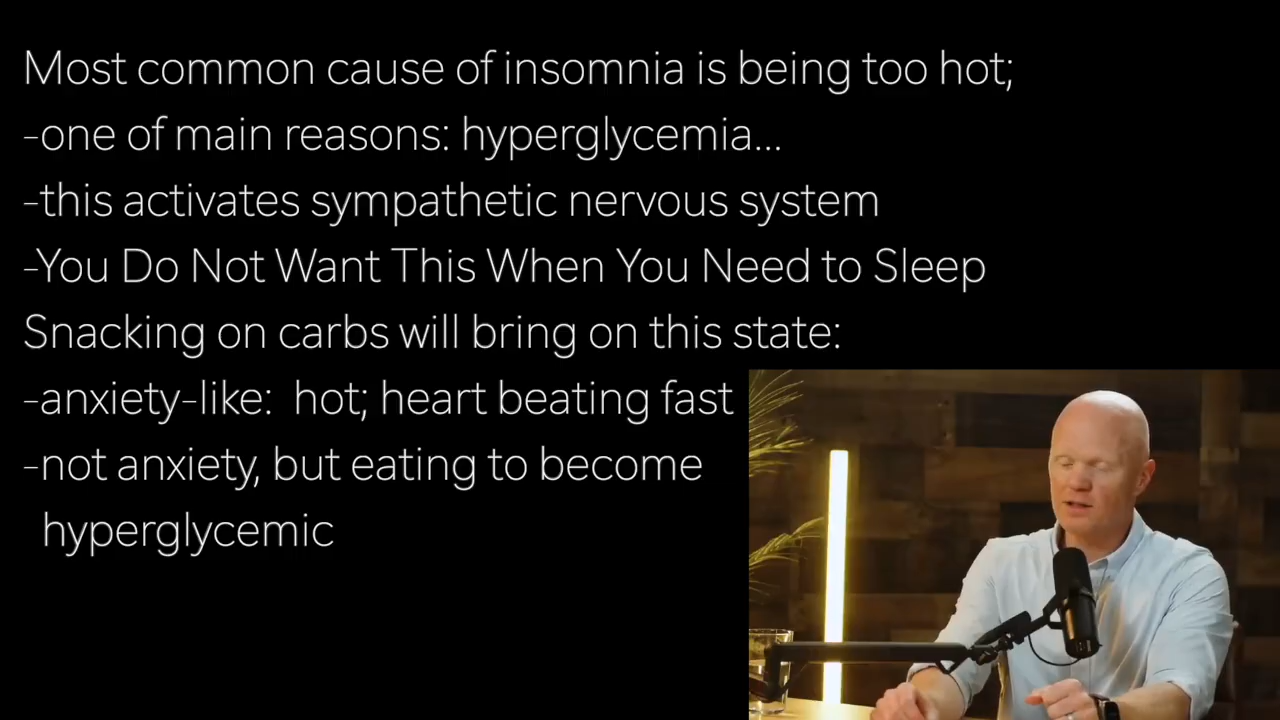 Most common cause of insomnia is being too hot;
-one of main reasons: hyperglycemia...
-this activates sympathetic nervous system
-You Do Not Want This When You Need to Sleep
Snacking on carbs will bring on this state:
-anxiety-like:  hot; heart beating fast
-not anxiety, but eating to become
hyperglycemic